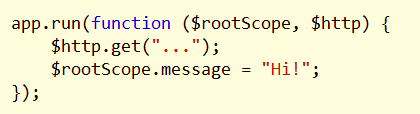 app.run(function ($rootScope, $http) {
    $http.get("...");
    $rootScope.message = "Hi!";
});